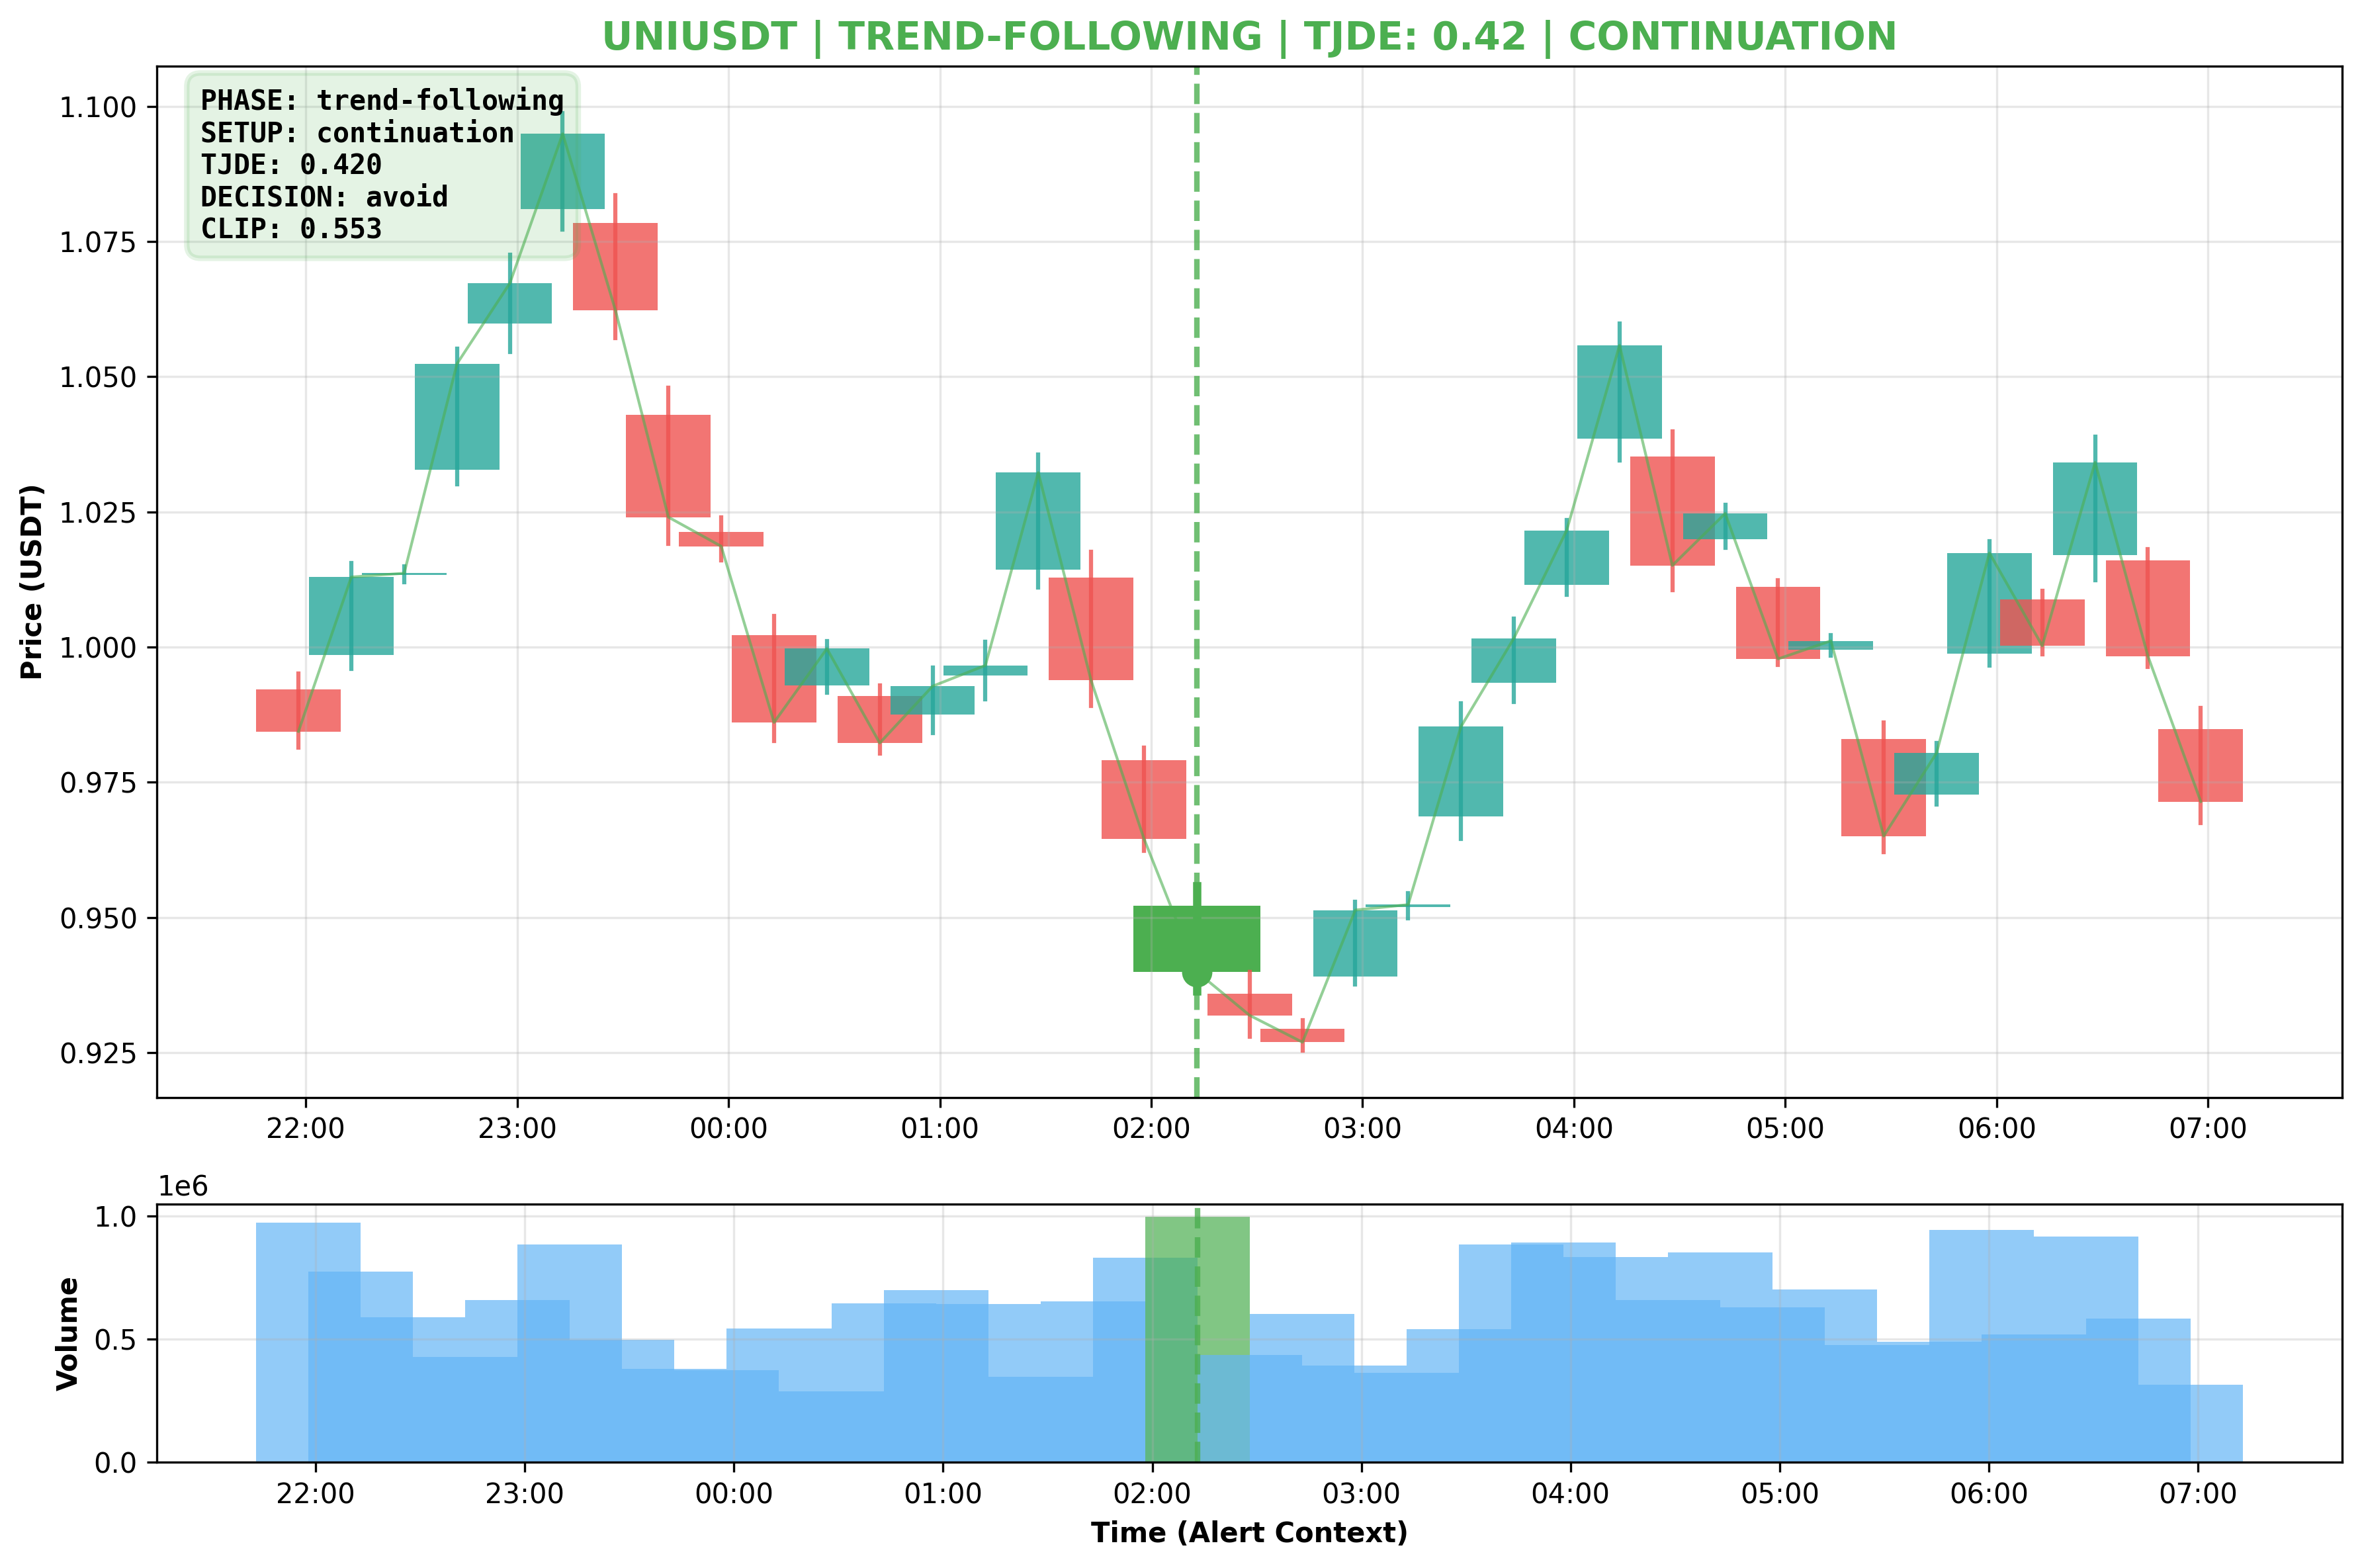 UNIUSDT | TREND-FOLLOWING | TJDE: 0.42 | CONTINUATION
PHASE: trend-following
SETUP: continuation
TJDE: 0.420
DECISION: avoid
CLIP: 0.553
Price (USDT)
1.100
1.075
1.050
1.025
1.000
0.975
0.950
0.925
22:00 23:00 00:00 01:00 02:00 03:00 04:00 05:00 06:00 07:00
1e6
Volume
1.0
0.5
0.0
22:00 23:00 00:00 01:00 02:00 03:00 04:00 05:00 06:00 07:00
Time (Alert Context)